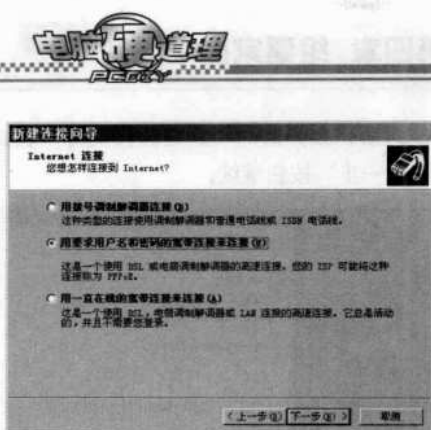 电脑硬道理
PCDIY
新建连接向导
Internet 连接
您想怎样连接到 Internet?
用拨号调制解调器连接(D)
这种类型的连接使用调制解调器和普通电话线或 ISDN 电话线。
用要求用户名和密码的宽带连接来连接(U)
这是一个使用 DSL 或电缆调制解调器的高速连接。您的 ISP 可能将这种
连接称为 PPPoE。
用一直在线的宽带连接来连接(A)
这是一个使用 DSL,电缆调制解调器或 LAN 连接的高速连接。它总是活动
的,并且不需要您登录。
<上一步(B) 下一步(N)> 取消